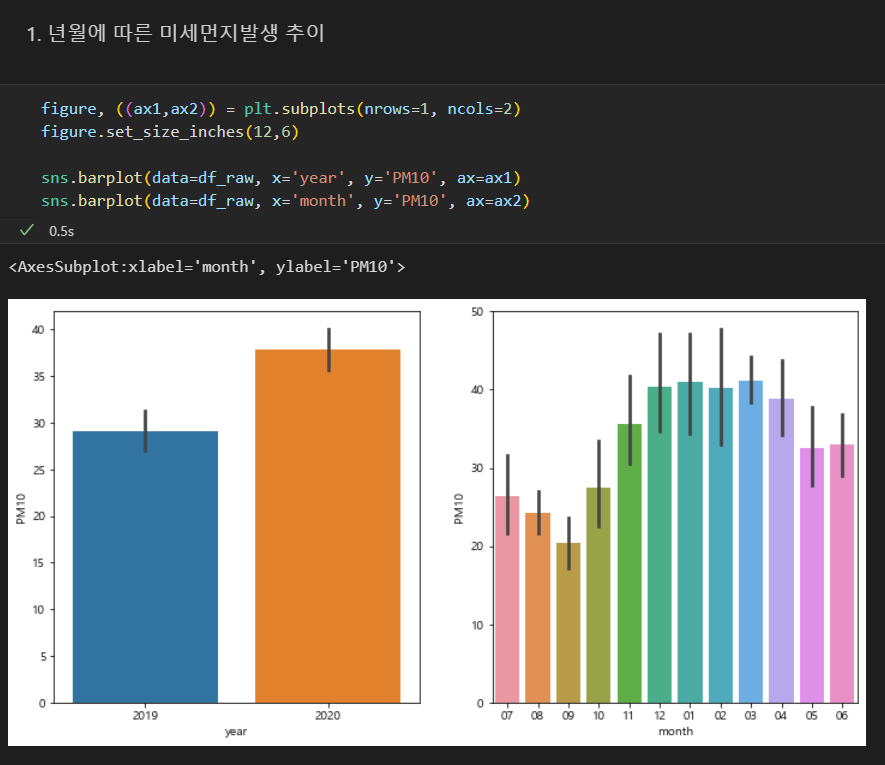 1. 년월에 따른 미세먼지발생 추이
figure, ((ax1,ax2)) = plt.subplots(nrows=1, ncols=2)
figure.set_size_inches(12,6)
sns.barplot(data=df_raw, x='year', y='PM10', ax=ax1)
sns.barplot(data=df_raw, x='month', y='PM10', ax=ax2)
0.5s
<AxesSubplot:xlabel='month', ylabel='PM10'>
40
35
30
25
20
15
10
5
0
PM10
2019 2020
year
50
40
30
20
10
0
PM10
07 08 09 10 11 12 01 02 03 04 05 06
month